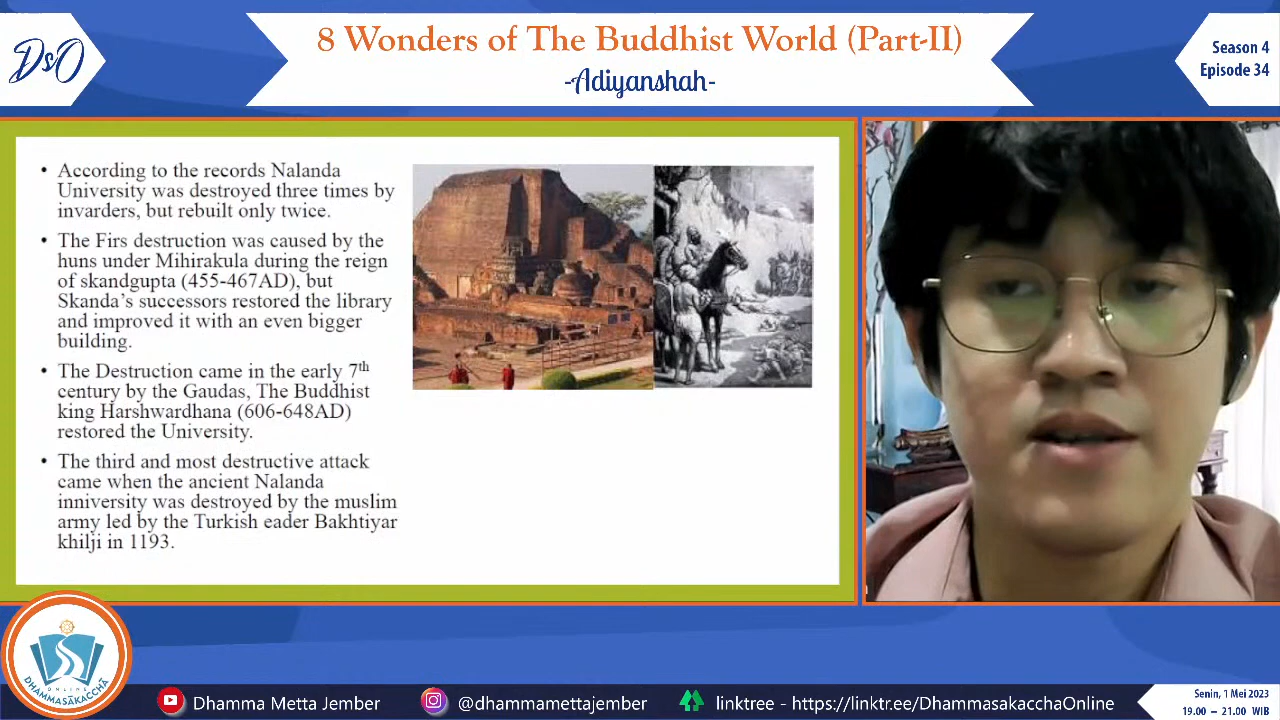 DsO
8 Wonders of The Buddhist World (Part-II)
-Adiyanshah-
Season 4
Episode 34
• According to the records Nalanda
University was destroyed three times by
invarders, but rebuilt only twice.
• The Firs destruction was caused by the
huns under Mihirakula during the reign
of skandgupta (455-467AD), but
Skanda's successors restored the library
and improved it with an even bigger
building.
• The Destruction came in the early 7th
century by the Gaudas, The Buddhist
king Harshwardhana (606-648AD)
restored the University.
• The third and most destructive attack
came when the ancient Nalanda
inniversity was destroyed by the muslim
army led by the Turkish eader Bakhtiyar
khilji in 1193.
ONLINE
DHAMMASĀKACCHĀ
Dhamma Metta Jember
@dhammamettajember
linktree - https://linktr.ee/DhammasakacchaOnline
Senin, 1 Mei 2023
19.00 – 21.00 WIB